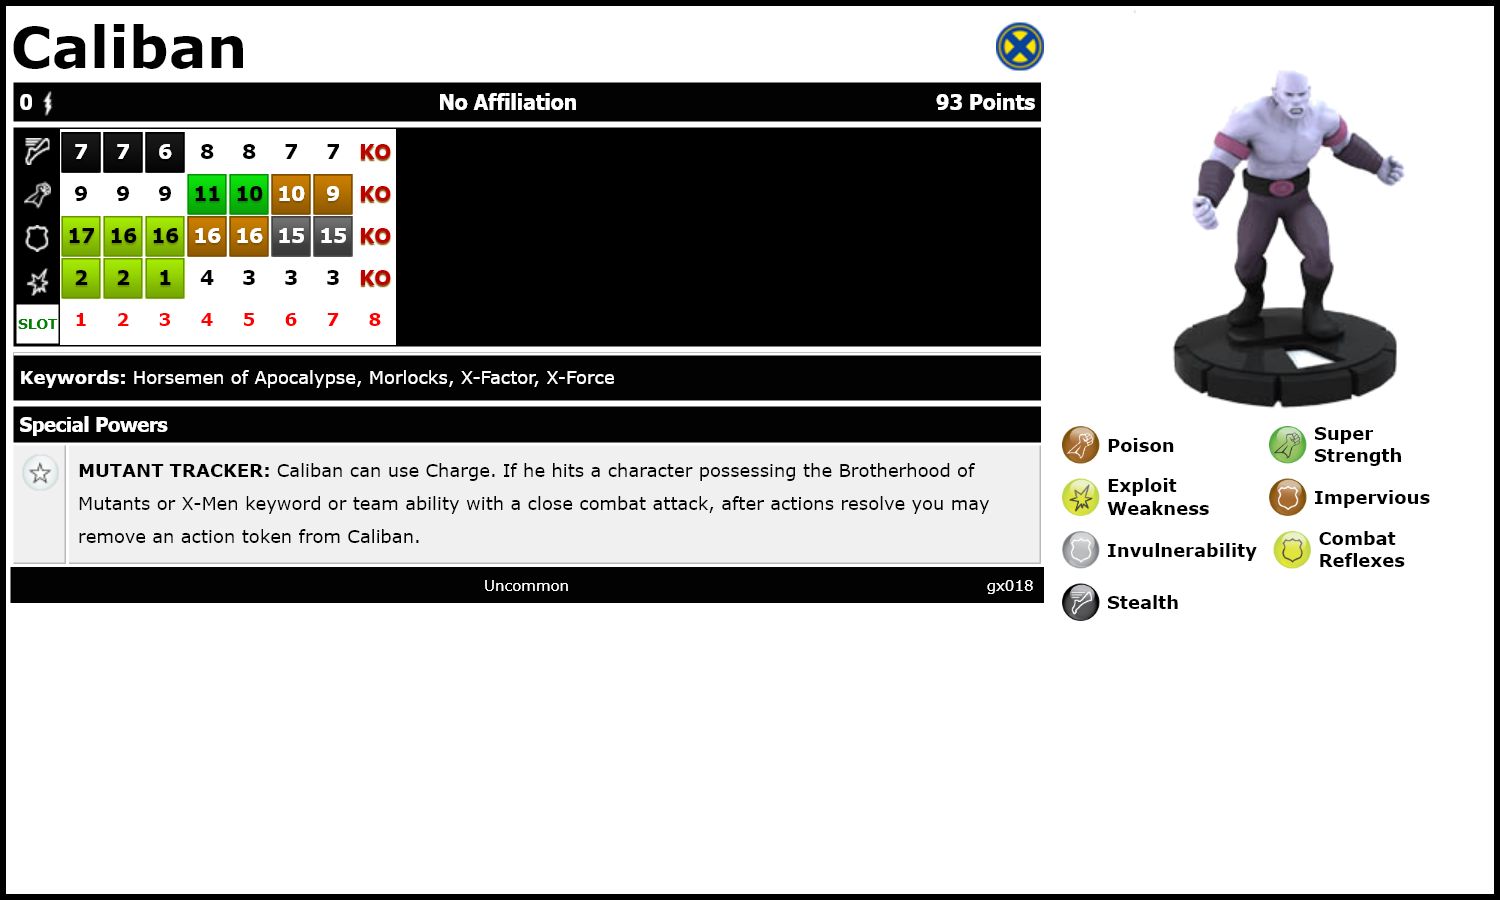 Caliban
0 No Affiliation 93 Points
7 7 6 8 8 7 7 KO
9 9 9 11 10 10 9 KO
17 16 16 16 16 15 15 KO
2 2 1 4 3 3 3 KO
SLOT 1 2 3 4 5 6 7 8
Keywords: Horsemen of Apocalypse, Morlocks, X-Factor, X-Force
Special Powers
MUTANT TRACKER: Caliban can use Charge. If he hits a character possessing the Brotherhood of
Mutants or X-Men keyword or team ability with a close combat attack, after actions resolve you may
remove an action token from Caliban.
Uncommon gx018
Poison
Super
Strength
Exploit
Weakness
Impervious
Invulnerability
Combat
Reflexes
Stealth